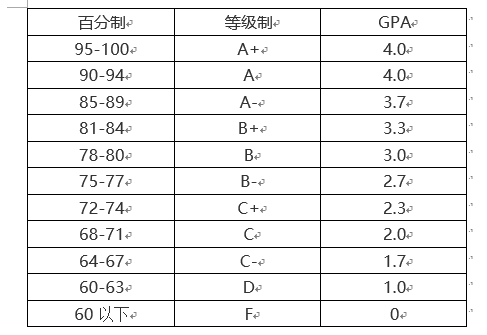 百分制 等级制 GPA
95-100 A+ 4.0
90-94 A 4.0
85-89 A- 3.7
81-84 B+ 3.3
78-80 B 3.0
75-77 B- 2.7
72-74 C+ 2.3
68-71 C 2.0
64-67 C- 1.7
60-63 D 1.0
60 以下 F 0